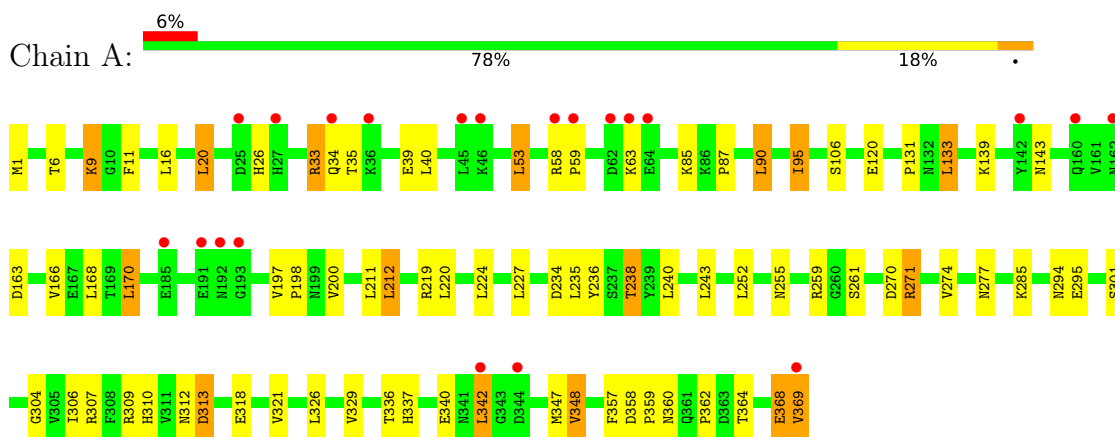 6%
Chain A:
78% 18% •
M1 T6 K9 G10 F11 L16 L20 D25 H26 H27 R33 Q34 T35 K36 E39 L40 L45 K46 L53 R58 P59 D62 K63 E64 K85 K86 P87 L90 I95 S106 E120 P131 N132 L133 K139 Y142 N143 Q160 V161 N162
D163 V166 E167 L168 T169 L170 E185 E191 N192 G193 V197 P198 N199 V200 L211 L212 R219 L220 L224 L227 D234 L235 Y236 S237 T238 Y239 L240 L243 L252 N255 R259 G260 S261 D270 R271 V274 N277 K285 N294 E295 S301
G304 V305 I306 R307 F308 R309 H310 V311 N312 D313 E318 V321 L326 V329 T336 H337 E340 N341 L342 G343 D344 M347 V348 F357 D358 P359 N360 Q361 P362 D363 T364 E368 V369